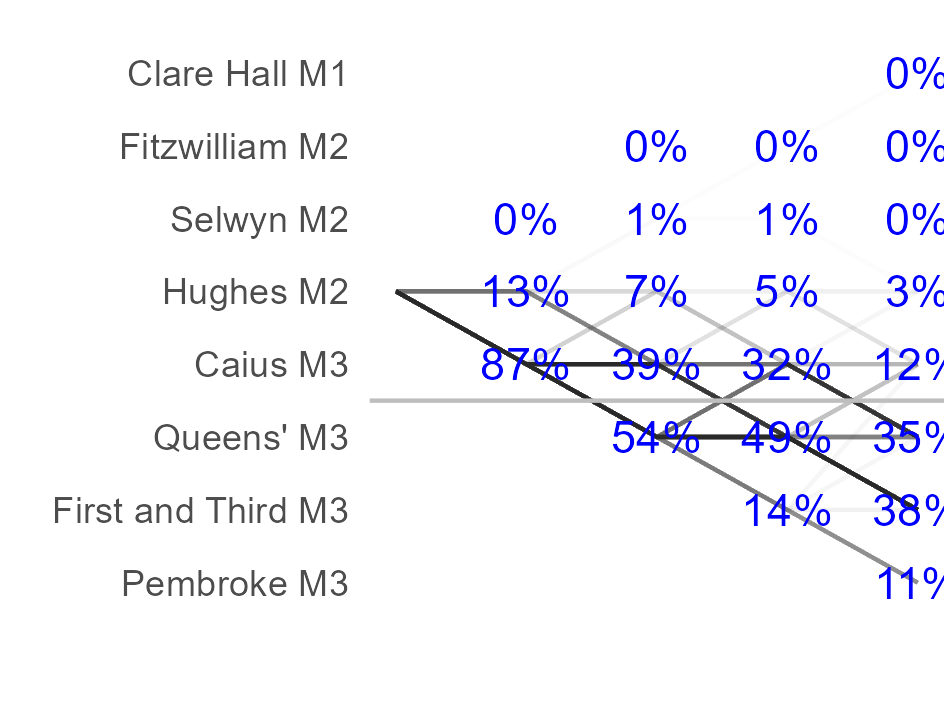 Clare Hall M1 0%
Fitzwilliam M2 0% 0% 0%
Selwyn M2 0% 1% 1% 0%
Hughes M2 13% 7% 5% 3%
Caius M3 87% 39% 32% 12%
Queens' M3 54% 49% 35%
First and Third M3 14% 38%
Pembroke M3 11%